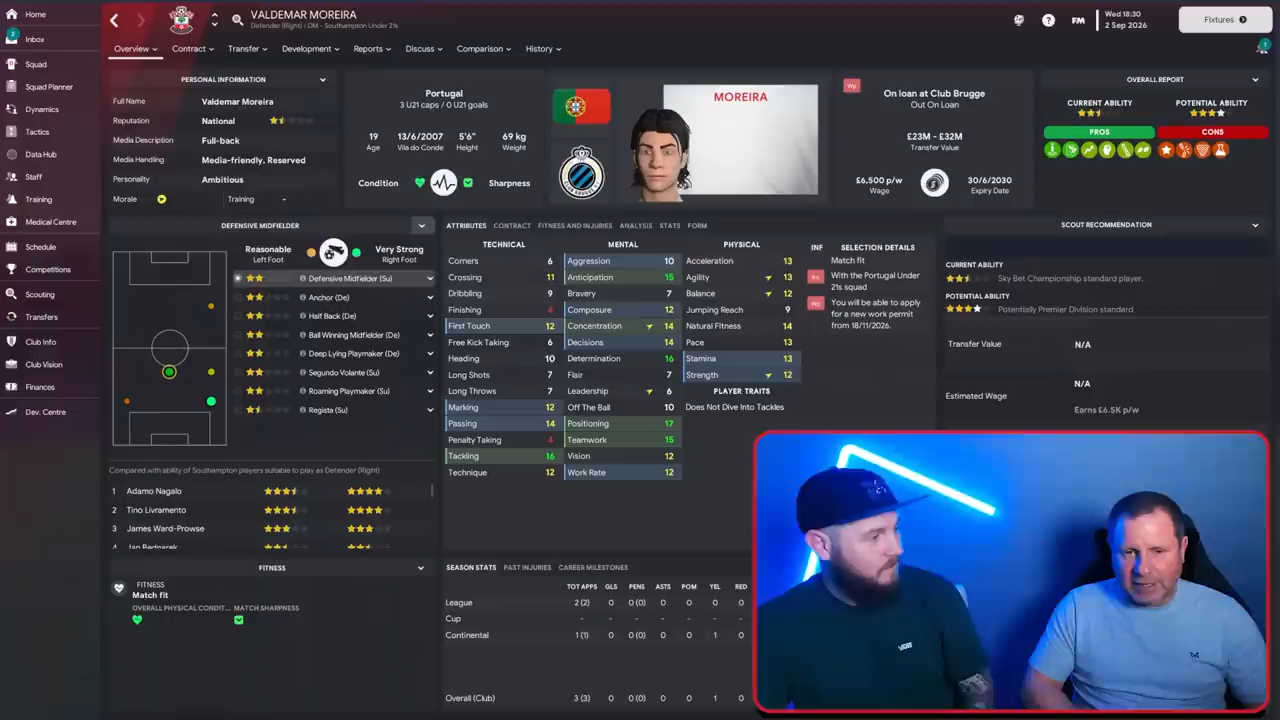 Home
Inbox
Squad
Squad Planner
Dynamics
Tactics
Data Hub
Staff
Training
Medical Centre
Schedule
Competitions
Scouting
Transfers
Club Info
Club Vision
Finances
Dev. Centre
VALDEMAR MOREIRA
Defender (Right) / DM - Southampton Under 21s
FM
Wed 18:30
2 Sep 2026
Fixtures
1
Overview
Contract
Transfer
Development
Reports
Discuss
Comparison
History
PERSONAL INFORMATION
Full Name Valdemar Moreira
Reputation National
Media Description Full-back
Media Handling Media-friendly, Reserved
Personality Ambitious
Morale
Training -
Portugal
3 U21 caps / 0 U21 goals
19 13/6/2007 5'6" 69 kg
Age Vila do Conde Height Weight
Condition Sharpness
MOREIRA
Wp
On loan at Club Brugge
Out On Loan
£23M - £32M
Transfer Value
£6,500 p/w
Wage
30/6/2030
Expiry Date
OVERALL REPORT
CURRENT ABILITY POTENTIAL ABILITY
PROS CONS
DEFENSIVE MIDFIELDER
Reasonable
Left Foot
Very Strong
Right Foot
Defensive Midfielder (Su)
Anchor (De)
Half Back (De)
Ball Winning Midfielder (De)
Deep Lying Playmaker (De)
Segundo Volante (Su)
Roaming Playmaker (Su)
Regista (Su)
Compared with ability of Southampton players suitable to play as Defender (Right)
1 Adamo Nagalo
2 Tino Livramento
3 James Ward-Prowse
4 Jan Bednarek
FITNESS
FITNESS
Match fit
OVERALL PHYSICAL CONDIT... MATCH SHARPNESS
ATTRIBUTES CONTRACT FITNESS AND INJURIES ANALYSIS STATS FORM
TECHNICAL MENTAL PHYSICAL
Corners 6 Aggression 10 Acceleration 13
Crossing 11 Anticipation 15 Agility 13
Dribbling 9 Bravery 7 Balance 12
Finishing 4 Composure 12 Jumping Reach 9
First Touch 12 Concentration 14 Natural Fitness 14
Free Kick Taking 6 Decisions 14 Pace 13
Heading 10 Determination 16 Stamina 13
Long Shots 7 Flair 7 Strength 12
Long Throws 7 Leadership 6 PLAYER TRAITS
Marking 12 Off The Ball 10 Does Not Dive Into Tackles
Passing 14 Positioning 17
Penalty Taking 4 Teamwork 15
Tackling 16 Vision 12
Technique 12 Work Rate 12
INF SELECTION DETAILS
Match fit
Int With the Portugal Under
21s squad
Wp You will be able to apply
for a new work permit
from 18/11/2026.
SCOUT RECOMMENDATION
CURRENT ABILITY
Sky Bet Championship standard player.
POTENTIAL ABILITY
Potentially Premier Division standard
Transfer Value N/A
N/A
Estimated Wage
Earns £6.5K p/w
SEASON STATS PAST INJURIES CAREER MILESTONES
TOT APPS GLS PENS ASTS POM YEL RED
League 2 (2) 0 0 (0) 0 0 0 0
Cup - - - - - - -
Continental 1 (1) 0 0 (0) 0 0 1 0
Overall (Club) 3 (3) 0 0 (0) 0 0 1 0
VANS